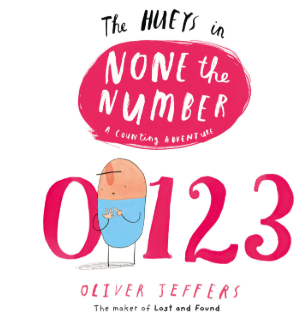 The HUEYS in
NONE the
NUMBER
A COUNTING ADVENTURE
0123
OLIVER JEFFERS
The maker of Lost and Found